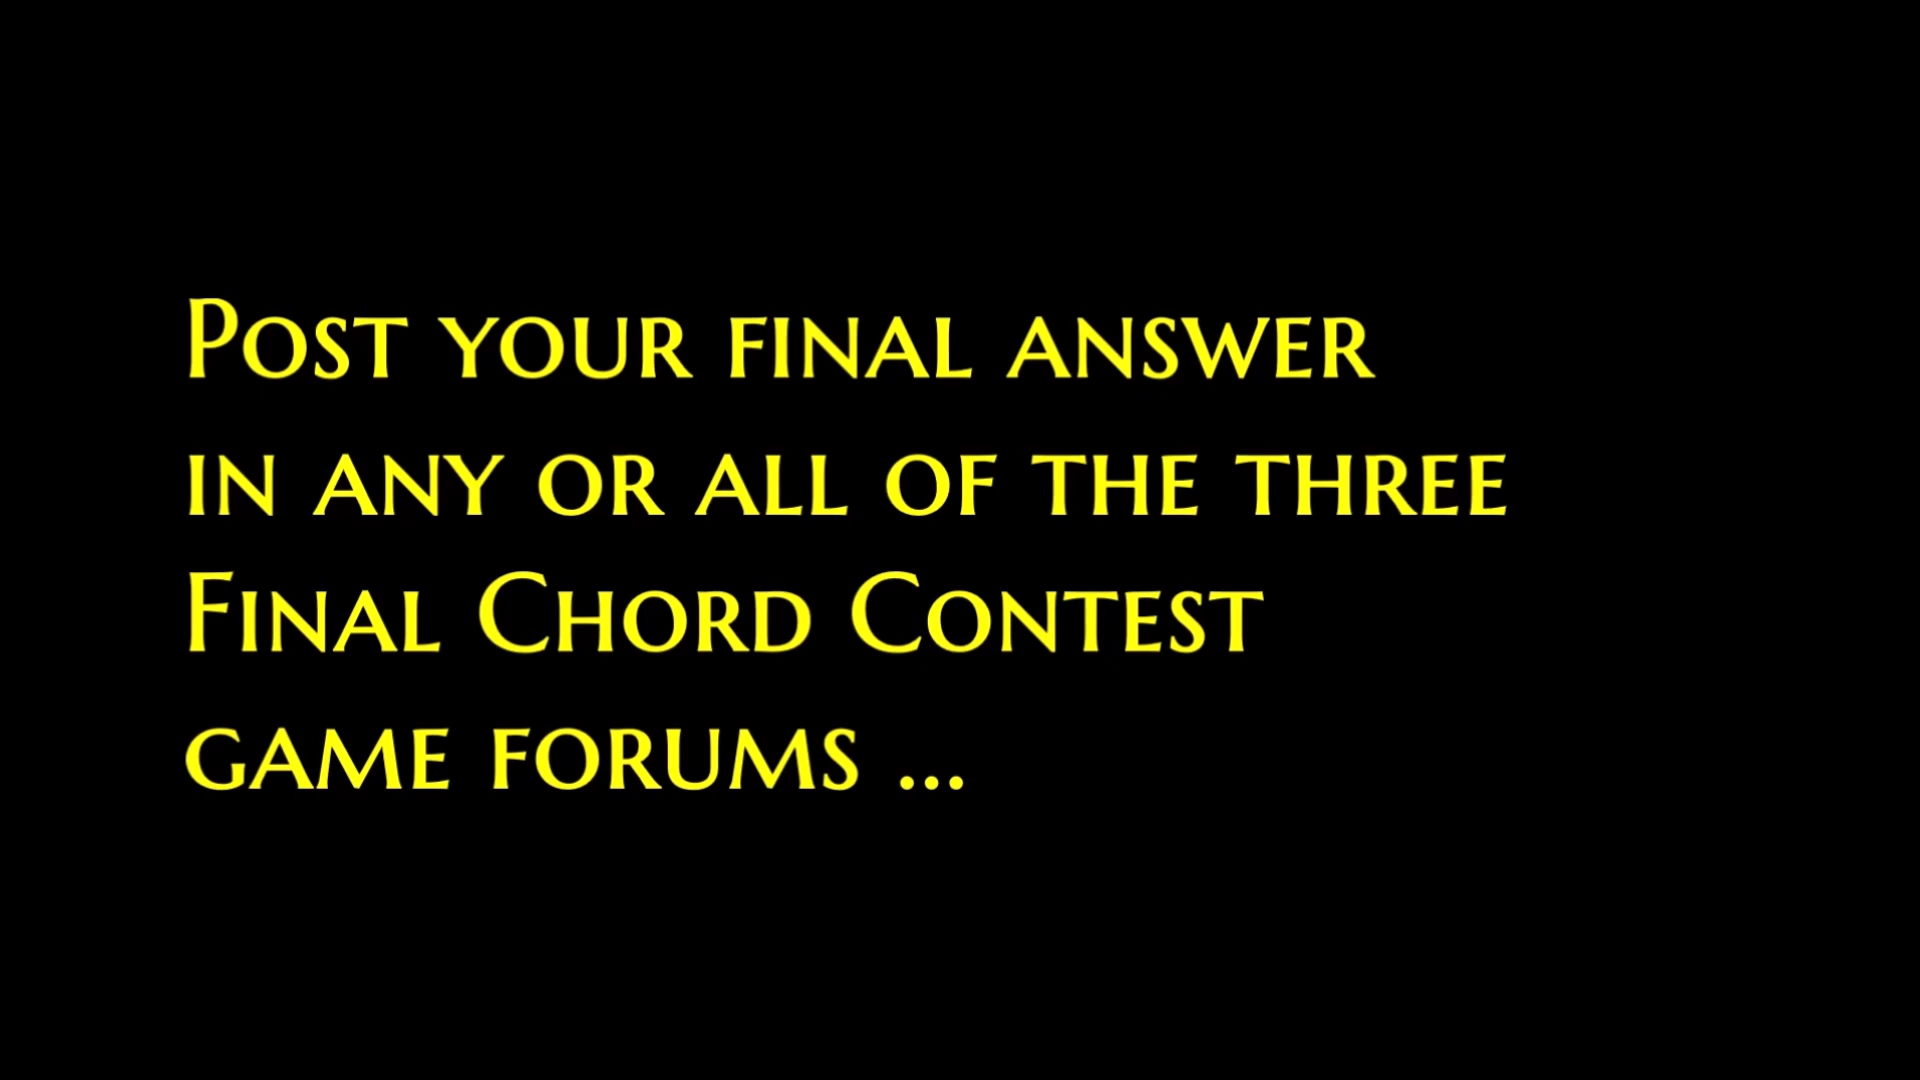 Post your final answer
in any or all of the three
Final Chord Contest
game forums ...